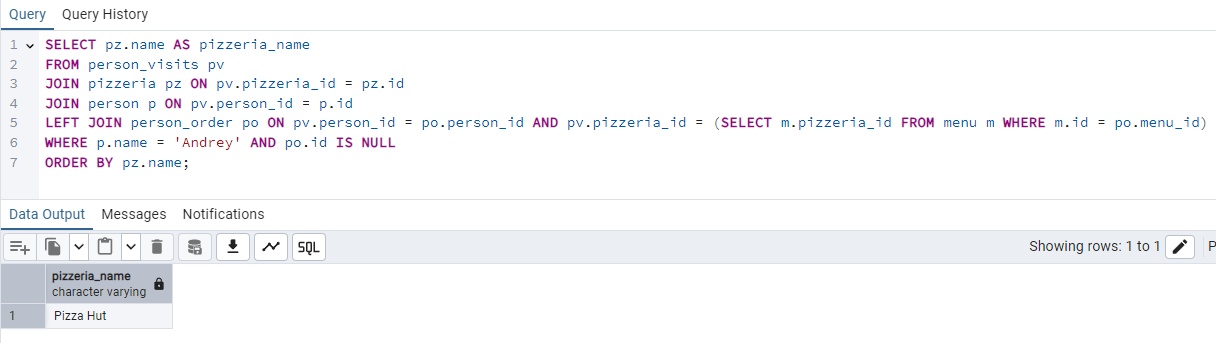 Query Query History
1 SELECT pz.name AS pizzeria_name
2 FROM person_visits pv
3 JOIN pizzeria pz ON pv.pizzeria_id = pz.id
4 JOIN person p ON pv.person_id = p.id
5 LEFT JOIN person_order po ON pv.person_id = po.person_id AND pv.pizzeria_id = (SELECT m.pizzeria_id FROM menu m WHERE m.id = po.menu_id)
6 WHERE p.name = 'Andrey' AND po.id IS NULL
7 ORDER BY pz.name;
Data Output Messages Notifications
SQL Showing rows: 1 to 1 P
pizzeria_name
character varying
1 Pizza Hut